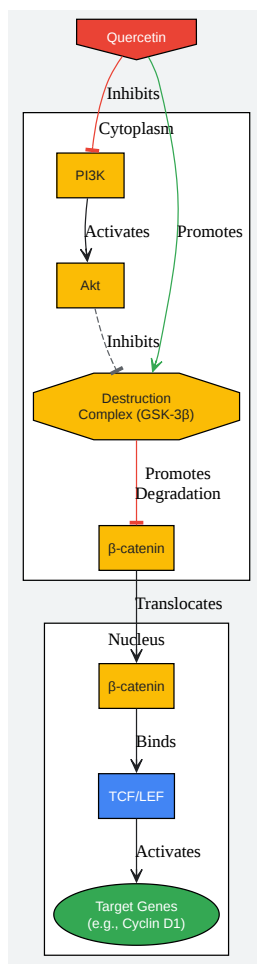 Quercetin
Inhibits
Cytoplasm
PI3K
Activates
Promotes
Akt
Inhibits
Destruction
Complex (GSK-3β)
Promotes
Degradation
β-catenin
Translocates
Nucleus
β-catenin
Binds
TCF/LEF
Activates
Target Genes
(e.g., Cyclin D1)